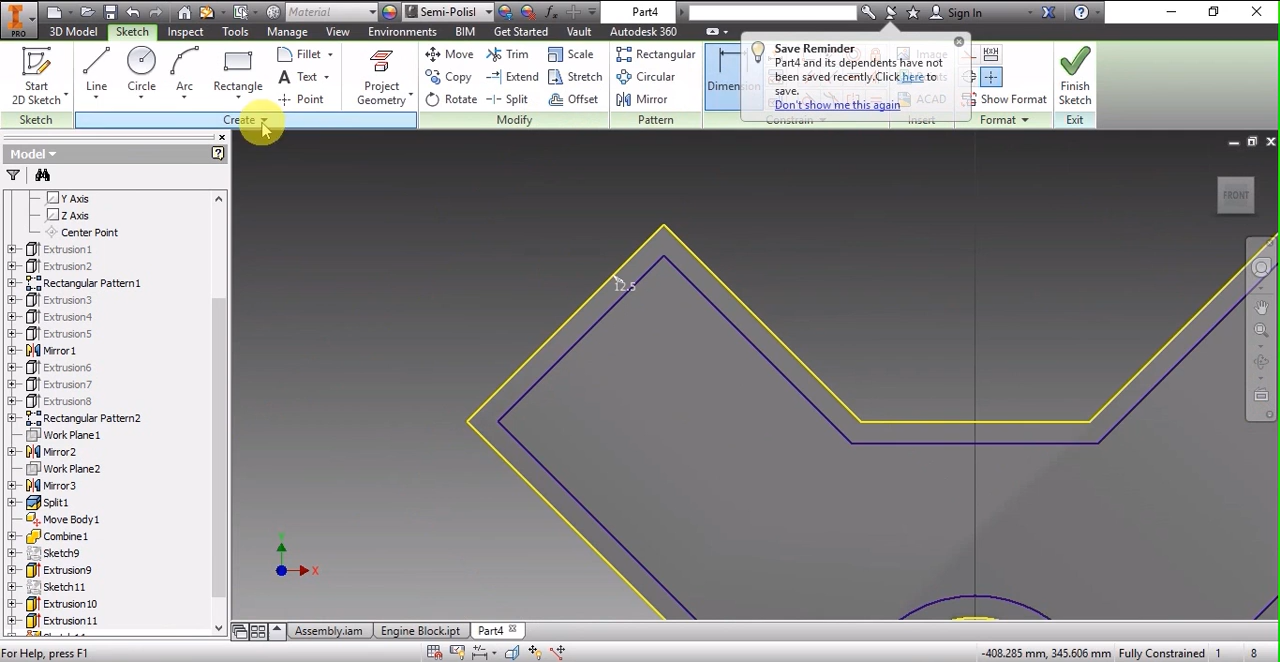 PRO
Material
Semi-Polisl
Part4
Sign In
3D Model
Sketch
Inspect
Tools
Manage
View
Environments
BIM
Get Started
Vault
Autodesk 360
Start
2D Sketch
Line
Circle
Arc
Rectangle
Fillet
Text
Point
Project
Geometry
Move
Copy
Rotate
Trim
Extend
Split
Scale
Stretch
Offset
Rectangular
Circular
Mirror
Dimen
Image
ACAD
Show Format
Finish
Sketch
Save Reminder
Part4 and its dependents have not
been saved recently.Click here to
save.
Don't show me this again
Sketch
Create
Modify
Pattern
Constrain
Insert
Format
Exit
Model
Y Axis
Z Axis
Center Point
Extrusion1
Extrusion2
Rectangular Pattern1
Extrusion3
Extrusion4
Extrusion5
Mirror1
Extrusion6
Extrusion7
Extrusion8
Rectangular Pattern2
Work Plane1
Mirror2
Work Plane2
Mirror3
Split1
Move Body1
Combine1
Sketch9
Extrusion9
Sketch11
Extrusion10
Extrusion11
12.5
FRONT
X
Assembly.iam
Engine Block.ipt
Part4
For Help, press F1
-408.285 mm, 345.606 mm
Fully Constrained
1
8